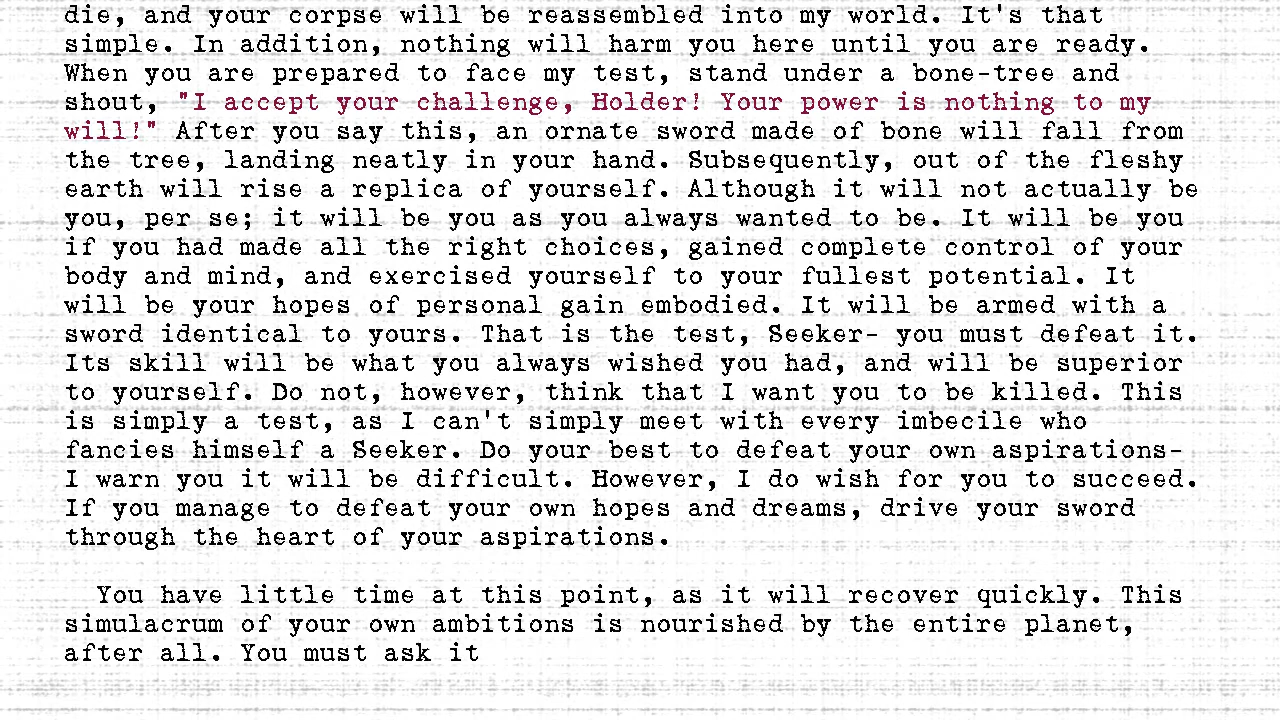 die, and your corpse will be reassembled into my world. It's that
simple. In addition, nothing will harm you here until you are ready.
When you are prepared to face my test, stand under a bone-tree and
shout, "I accept your challenge, Holder! Your power is nothing to my
will!" After you say this, an ornate sword made of bone will fall from
the tree, landing neatly in your hand. Subsequently, out of the fleshy
earth will rise a replica of yourself. Although it will not actually be
you, per se; it will be you as you always wanted to be. It will be you
if you had made all the right choices, gained complete control of your
body and mind, and exercised yourself to your fullest potential. It
will be your hopes of personal gain embodied. It will be armed with a
sword identical to yours. That is the test, Seeker- you must defeat it.
Its skill will be what you always wished you had, and will be superior
to yourself. Do not, however, think that I want you to be killed. This
is simply a test, as I can't simply meet with every imbecile who
fancies himself a Seeker. Do your best to defeat your own aspirations-
I warn you it will be difficult. However, I do wish for you to succeed.
If you manage to defeat your own hopes and dreams, drive your sword
through the heart of your aspirations.
You have little time at this point, as it will recover quickly. This
simulacrum of your own ambitions is nourished by the entire planet,
after all. You must ask it